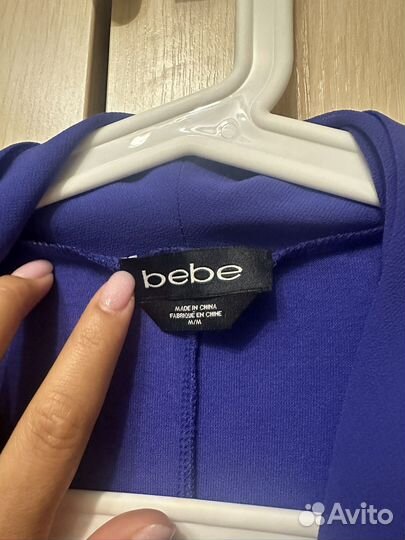 bebe
MADE IN CHINA
FABRIQUÉ EN CHINE
M/M
Avito